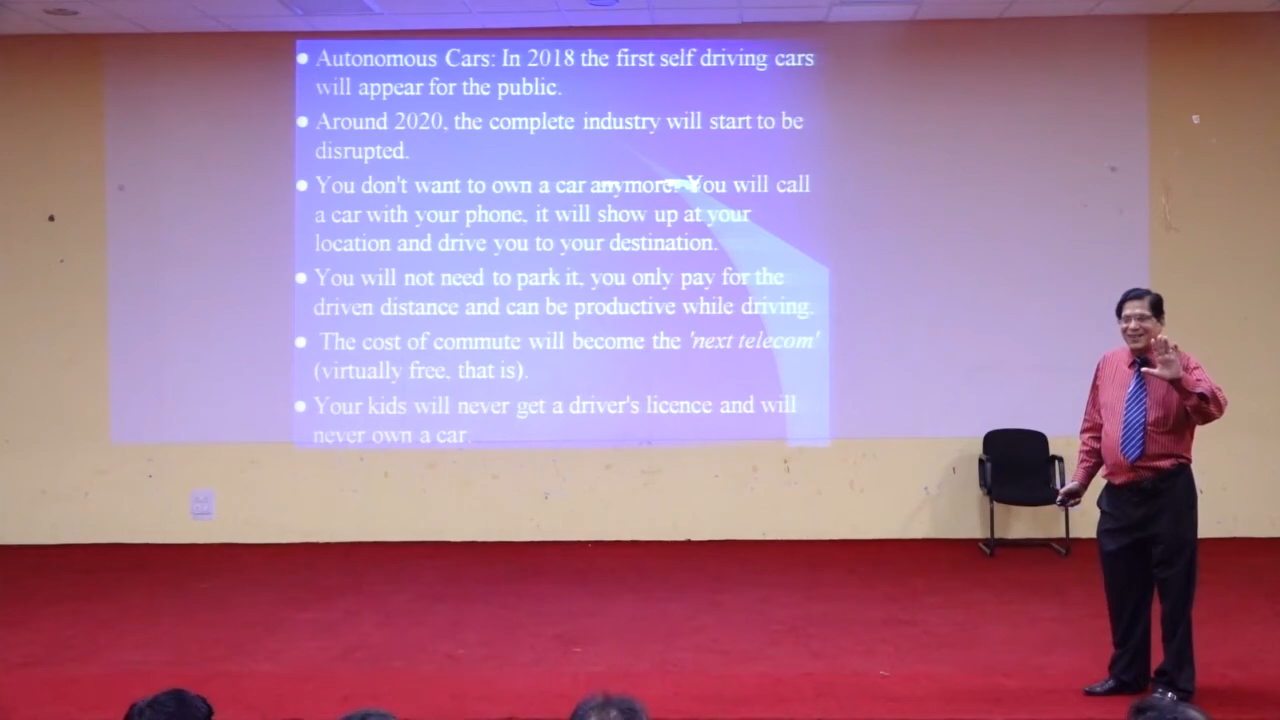 Autonomous Cars: In 2018 the first self driving cars
will appear for the public.
Around 2020, the complete industry will start to be
disrupted.
You don't want to own a car anymore. You will call
a car with your phone, it will show up at your
location and drive you to your destination.
You will not need to park it, you only pay for the
driven distance and can be productive while driving.
The cost of commute will become the 'next telecom'
(virtually free, that is).
Your kids will never get a driver's licence and will
never own a car.